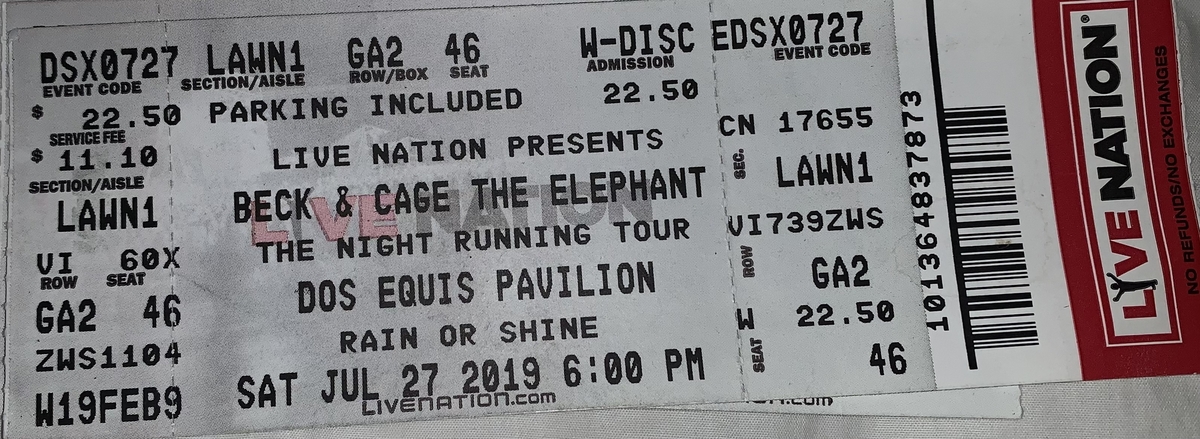 DSX0727
EVENT CODE
$ 22.50
SERVICE FEE
$ 11.10
SECTION/AISLE
LAWN1
VI 60X
ROW SEAT
GA2 46
ZWS1104
W19FEB9
LAWN1 GA2 46 W-DISC
SECTION/AISLE ROW/BOX SEAT ADMISSION
PARKING INCLUDED 22.50
LIVE NATION PRESENTS
BECK & CAGE THE ELEPHANT
LIVE NATION
THE NIGHT RUNNING TOUR
DOS EQUIS PAVILION
RAIN OR SHINE
SAT JUL 27 2019 6:00 PM
LIVENATION.com
EDSX0727
EVENT CODE
CN 17655
SEC. LAWN1
VI739ZWS
ROW GA2
W 22.50
SEAT 46
101364837873
LIVE NATION®
NO REFUNDS/NO EXCHANGES